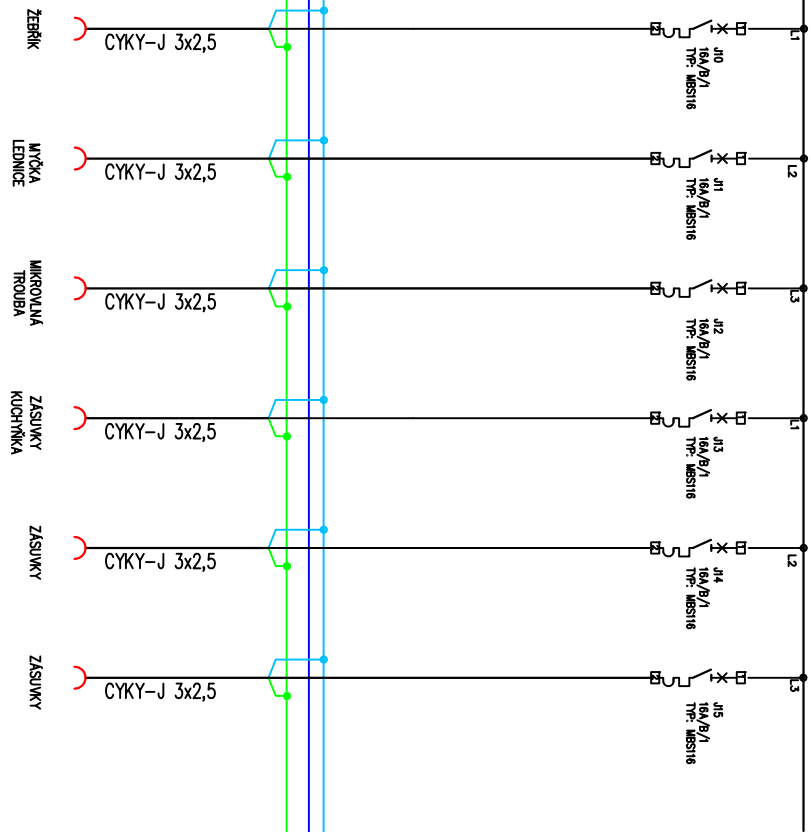 ŽEBŘÍK
CYKY-J 3x2,5
J10
16A/B/1
TYP: MBS116
L1
MYČKA
LEDNICE
CYKY-J 3x2,5
J11
16A/B/1
TYP: MBS116
L2
MIKROVLNÁ
TROUBA
CYKY-J 3x2,5
J12
16A/B/1
TYP: MBS116
L3
ZÁSUVKY
KUCHYŇKA
CYKY-J 3x2,5
J13
16A/B/1
TYP: MBS116
L1
ZÁSUVKY
CYKY-J 3x2,5
J14
16A/B/1
TYP: MBS116
L2
ZÁSUVKY
CYKY-J 3x2,5
J15
16A/B/1
TYP: MBS116
L3